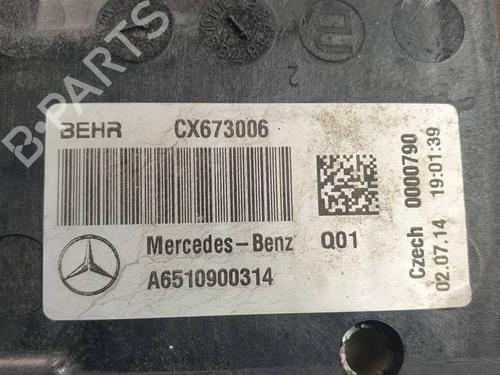 BEHR CX673006
Mercedes-Benz Q01
A6510900314
Czech 0000790
02.07.14 19:01:39
B-PARTS